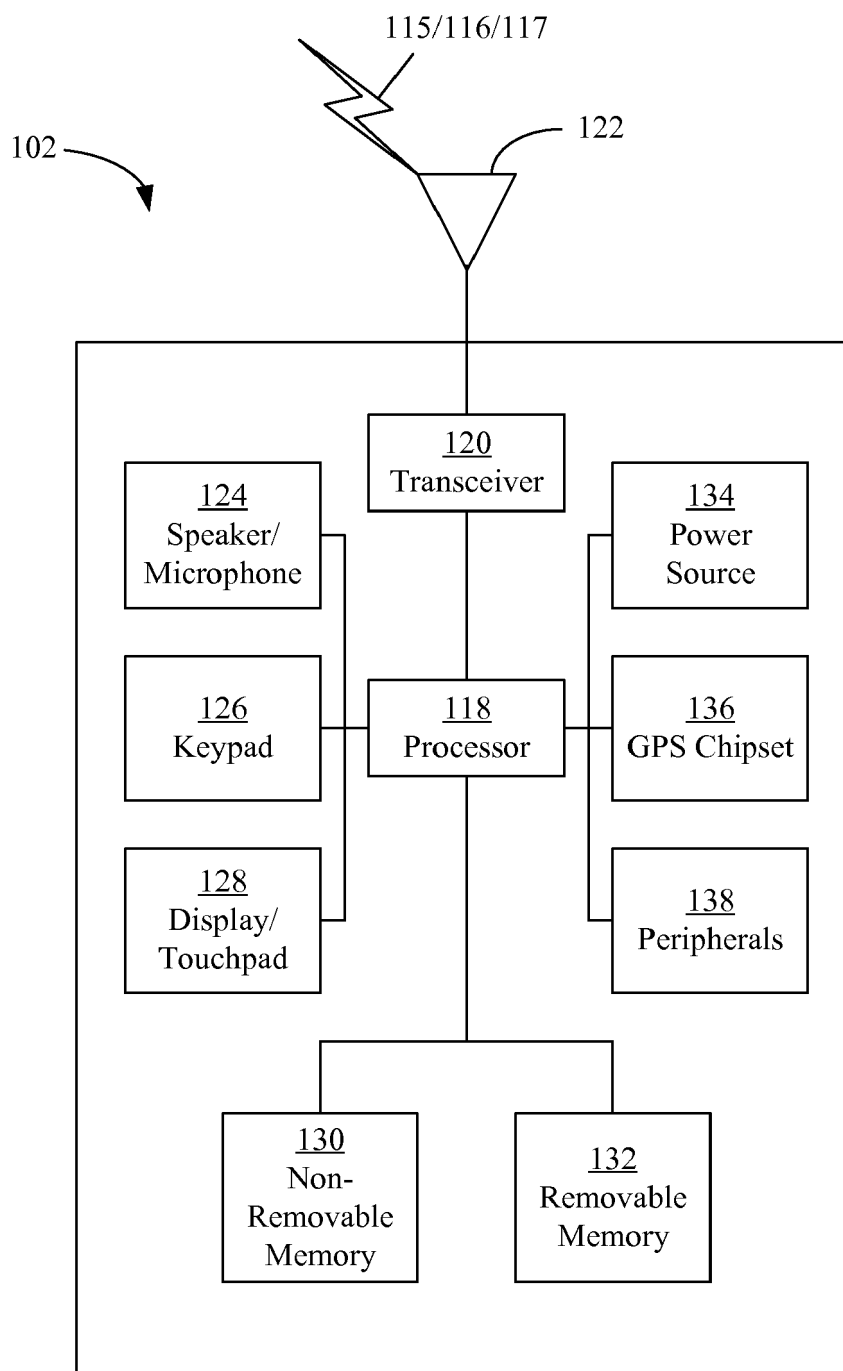 115/116/117
122
102
120
Transceiver
124
Speaker/
Microphone
134
Power
Source
126
Keypad
118
Processor
136
GPS Chipset
128
Display/
Touchpad
138
Peripherals
130
Non-
Removable
Memory
132
Removable
Memory